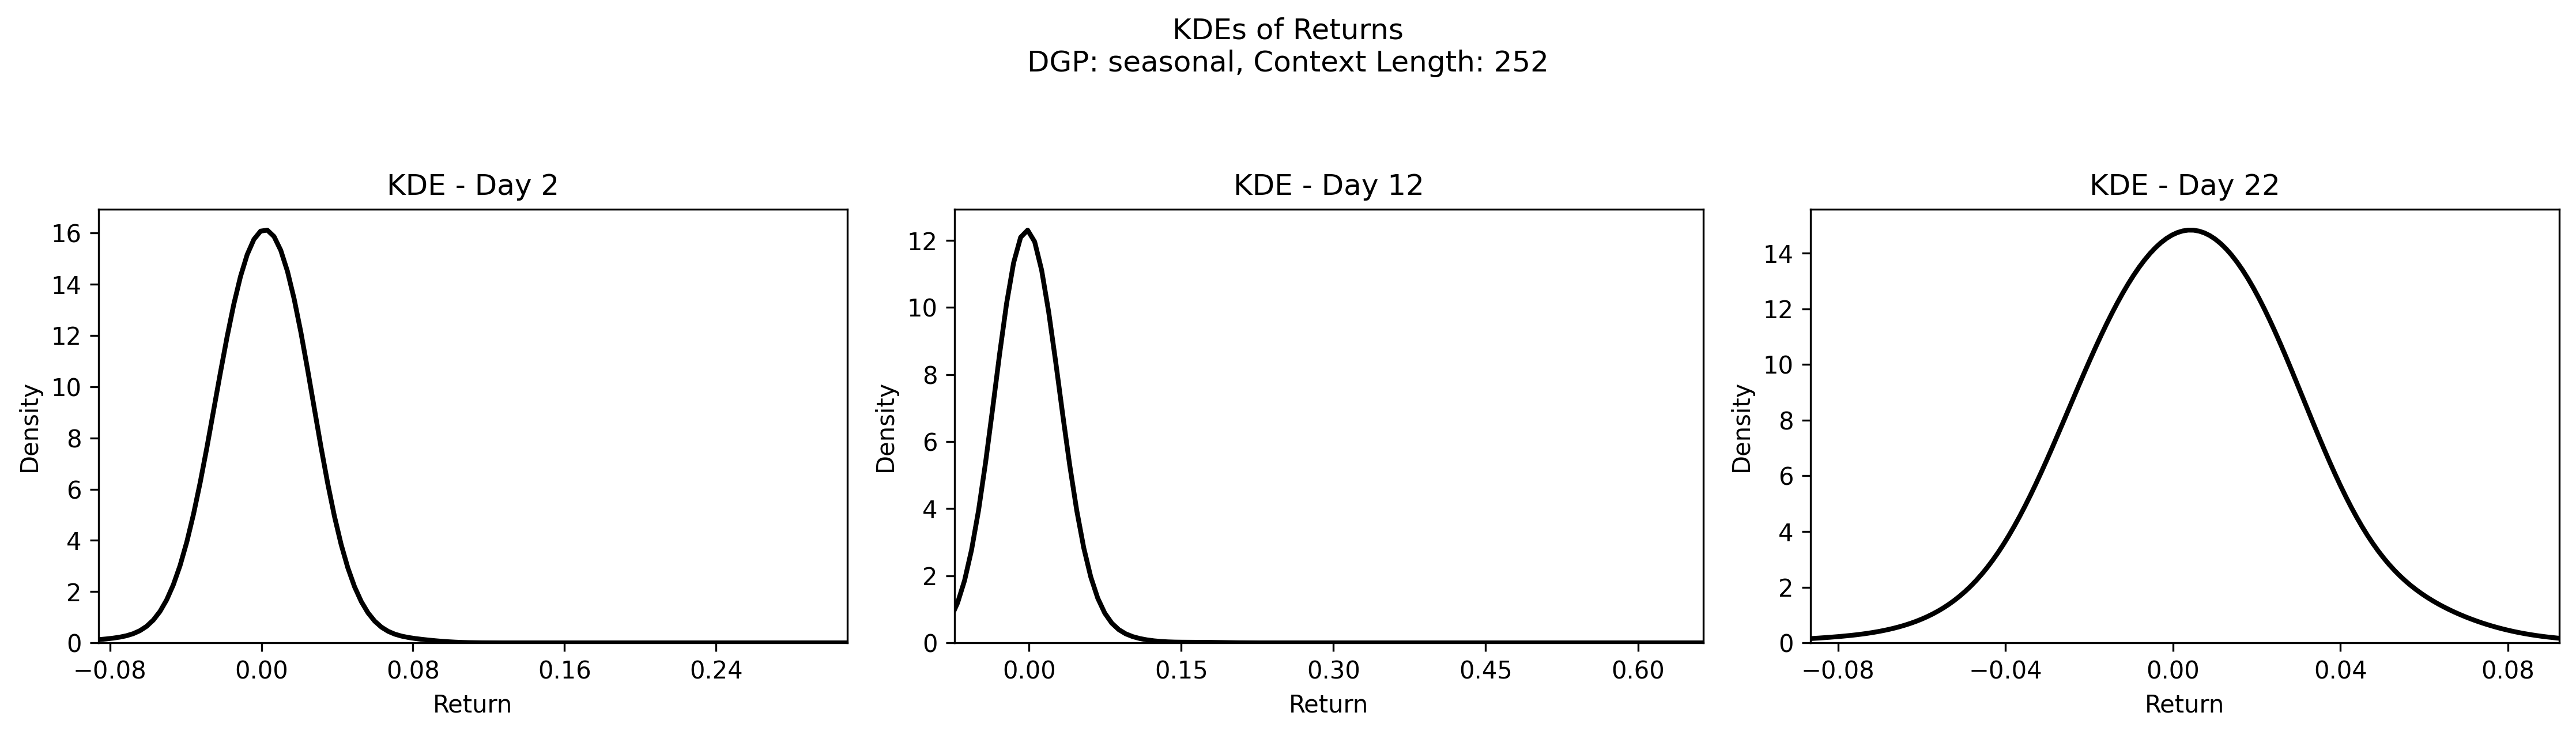 KDEs of Returns
DGP: seasonal, Context Length: 252
KDE - Day 2
16
14
12
10
8
6
4
2
0
Density
−0.08 0.00 0.08 0.16 0.24
Return
KDE - Day 12
12
10
8
6
4
2
0
Density
0.00 0.15 0.30 0.45 0.60
Return
KDE - Day 22
14
12
10
8
6
4
2
0
Density
−0.08 −0.04 0.00 0.04 0.08
Return